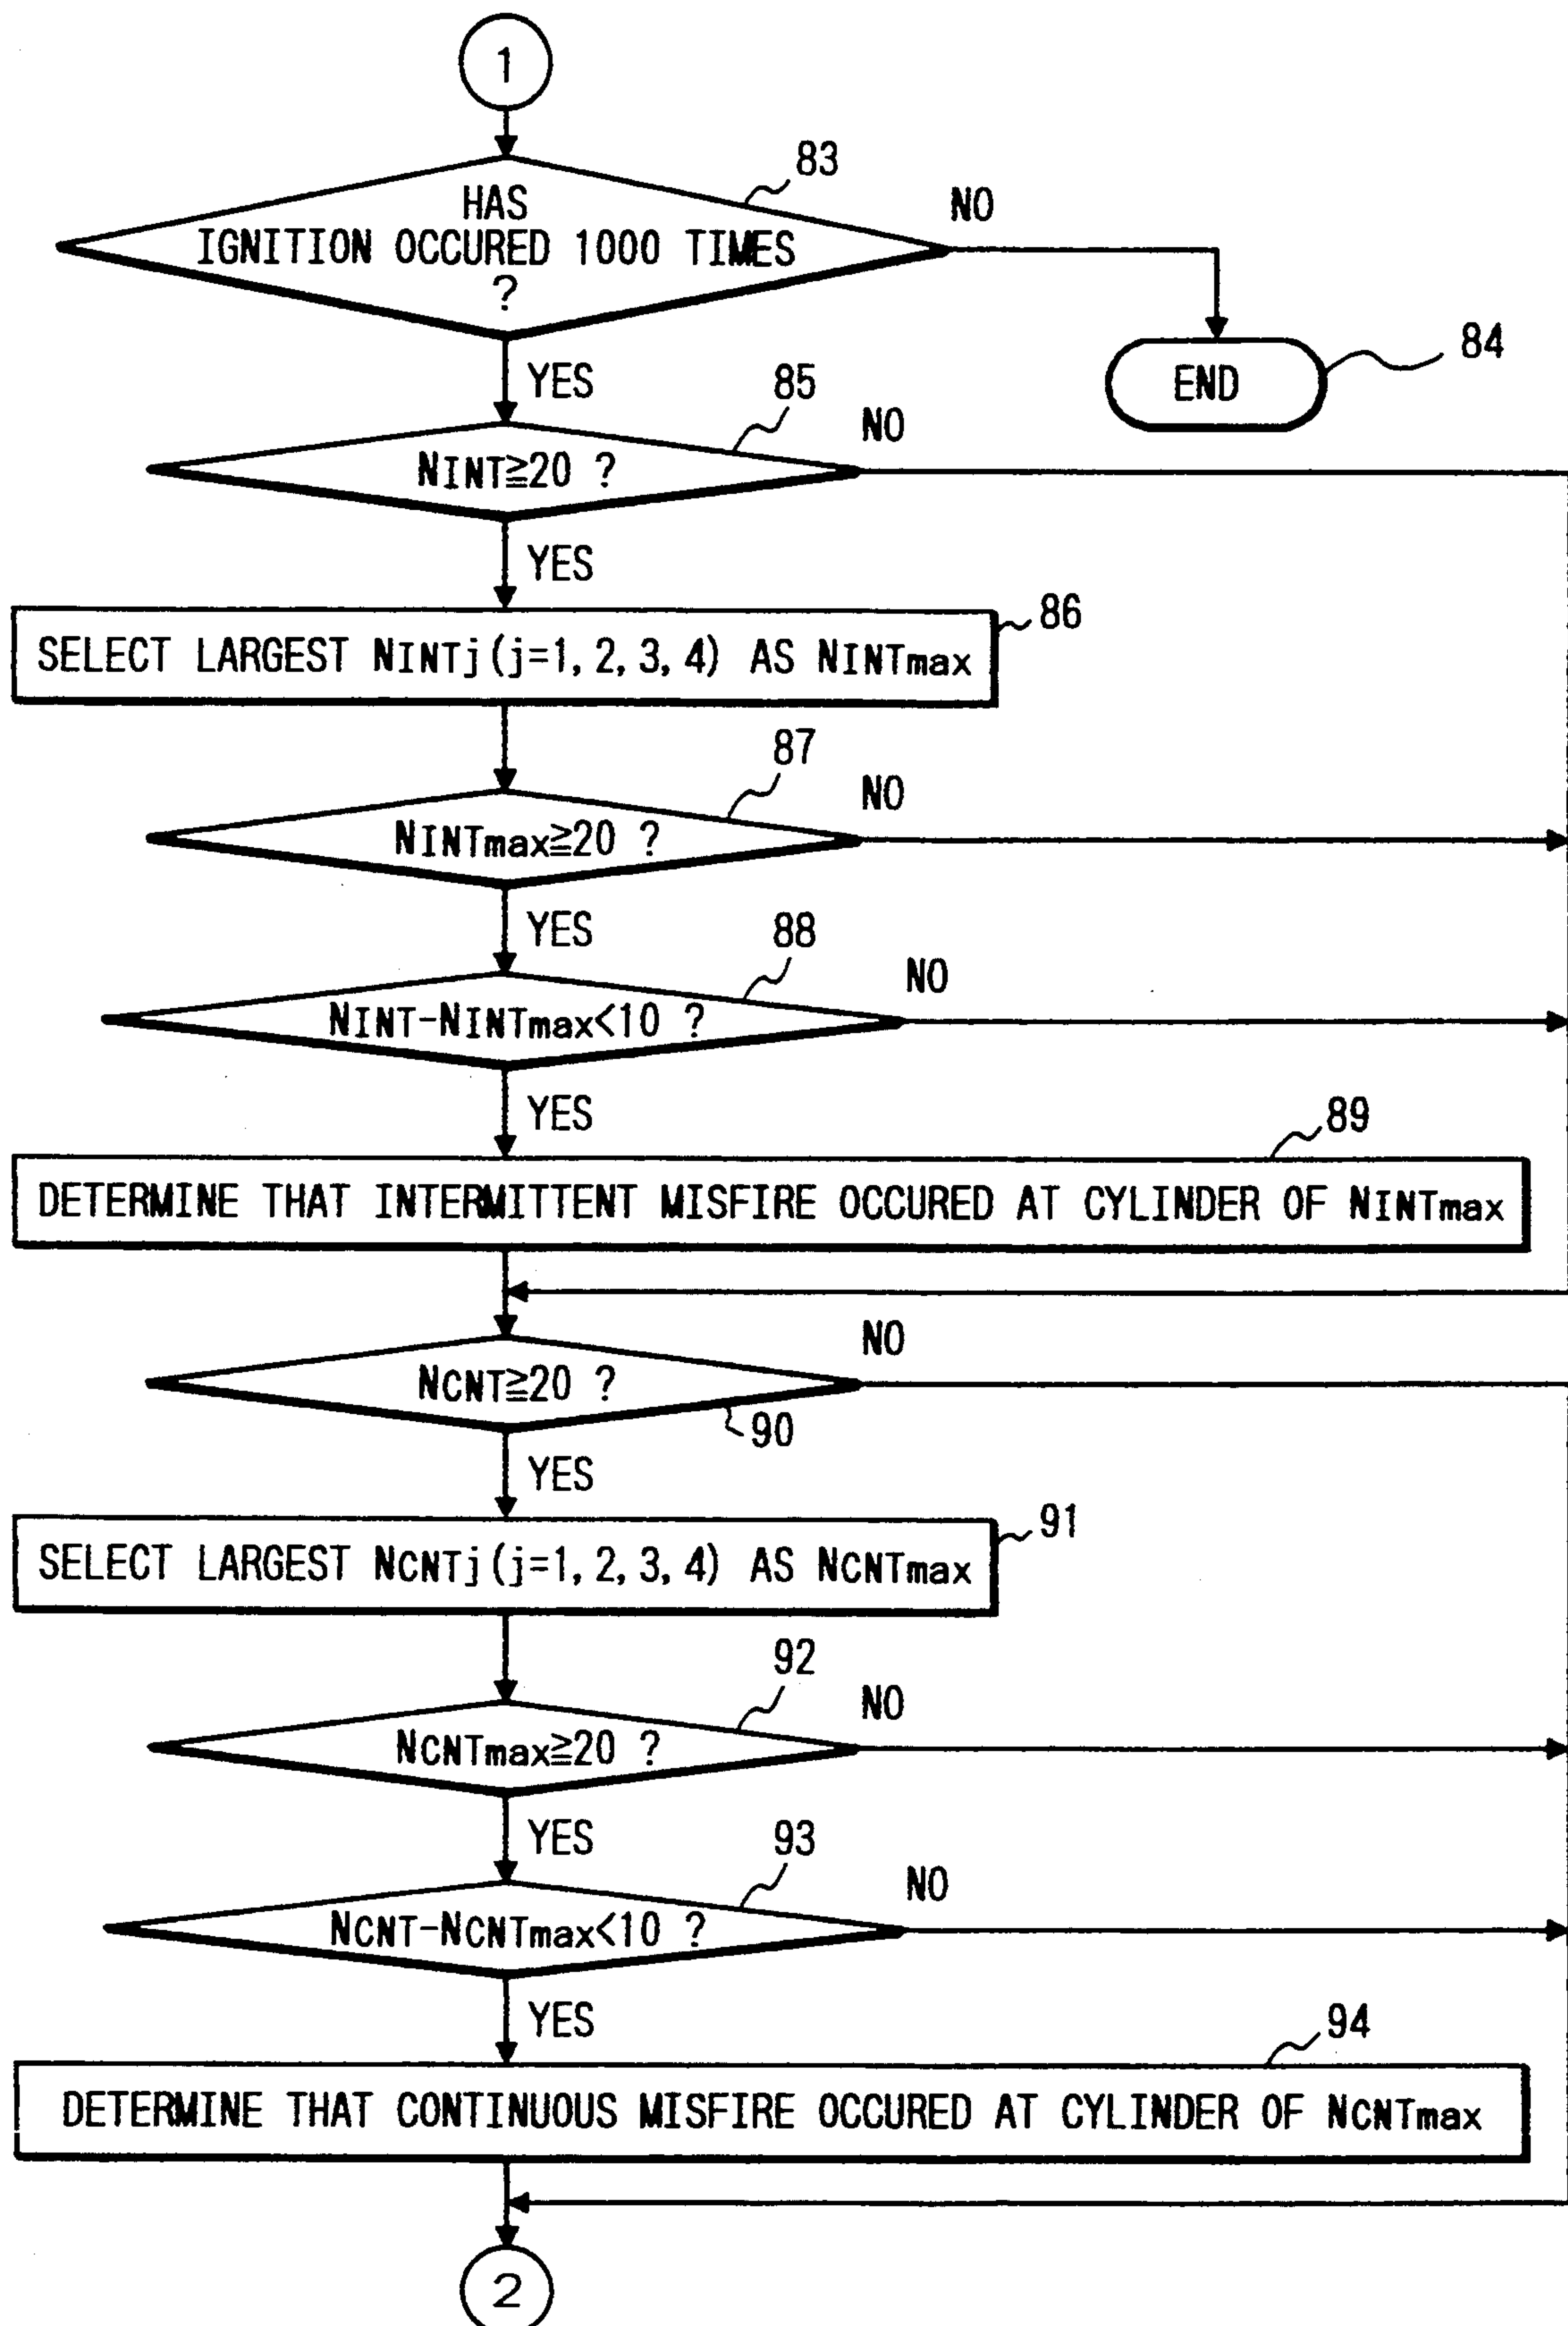 1
83
HAS
IGNITION OCCURED 1000 TIMES
?
NO
84
END
YES
85
NO
NINT≧20 ?
YES
86
SELECT LARGEST NINTj(j=1, 2, 3, 4) AS NINTmax
87
NO
NINTmax≧20 ?
YES
88
NO
NINT-NINTmax<10 ?
YES
89
DETERMINE THAT INTERMITTENT MISFIRE OCCURED AT CYLINDER OF NINTmax
NO
NCNT≧20 ?
90
YES
91
SELECT LARGEST NCNTj(j=1, 2, 3, 4) AS NCNTmax
92
NO
NCNTmax≧20 ?
YES
93
NO
NCNT-NCNTmax<10 ?
YES
94
DETERMINE THAT CONTINUOUS MISFIRE OCCURED AT CYLINDER OF NCNTmax
2